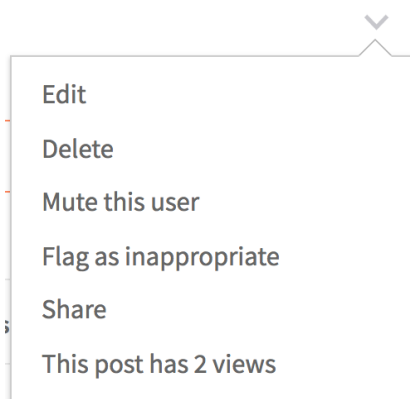 Edit
Delete
Mute this user
Flag as inappropriate
Share
This post has 2 views